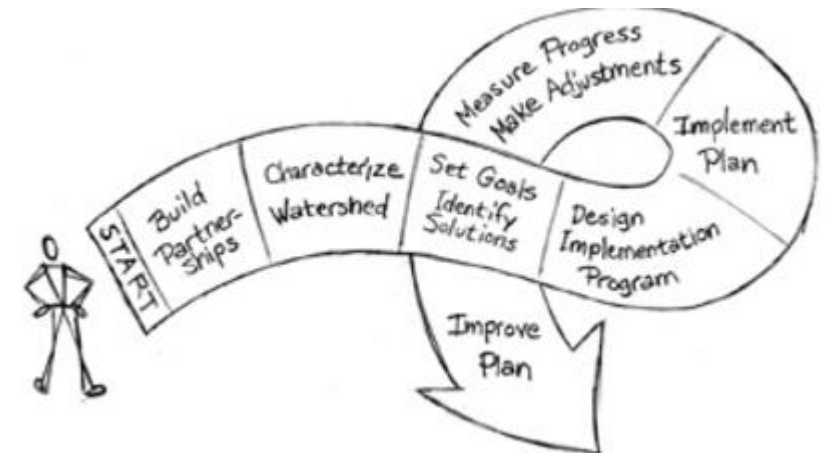 START
Build
Partner-
ships
Characterize
Watershed
Set Goals
Identify
Solutions
Design
Implementation
Program
Implement
Plan
Measure Progress
Make Adjustments
Improve
Plan